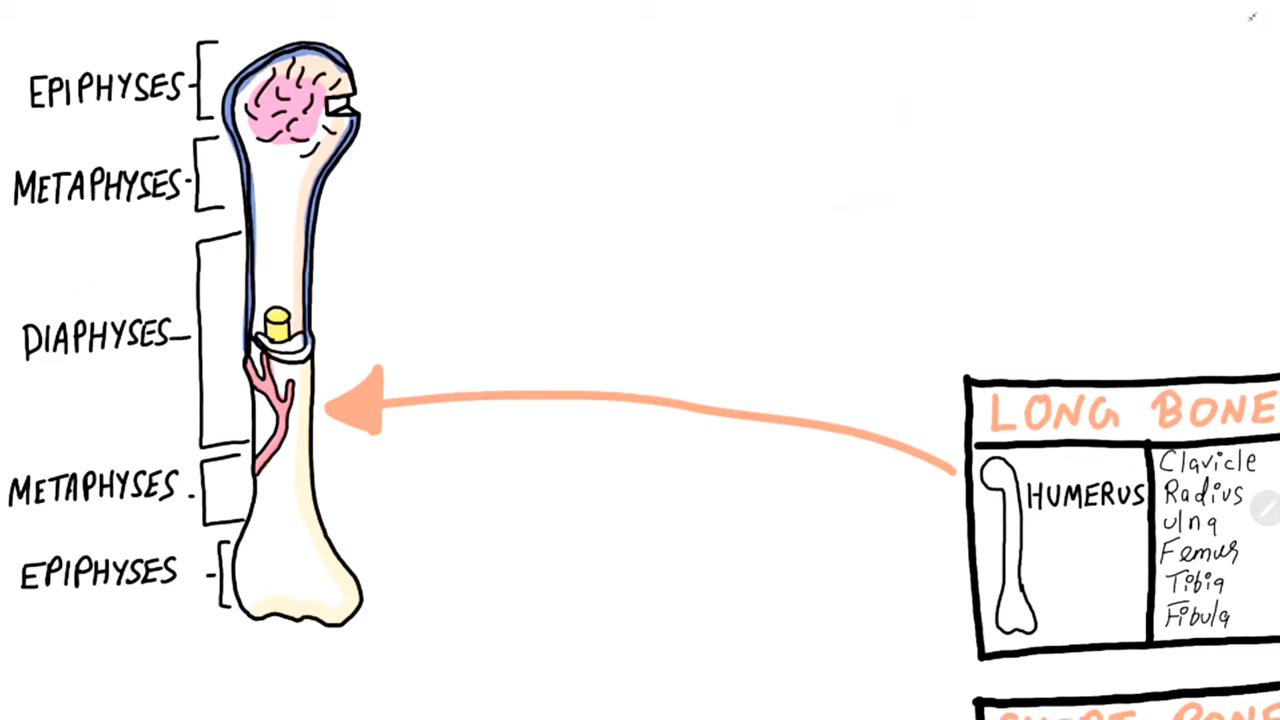 EPIPHYSES
METAPHYSES
DIAPHYSES
METAPHYSES
EPIPHYSES
LONG BONE
HUMERUS
Clavicle
Radius
ulna
Femur
Tibia
Fibula